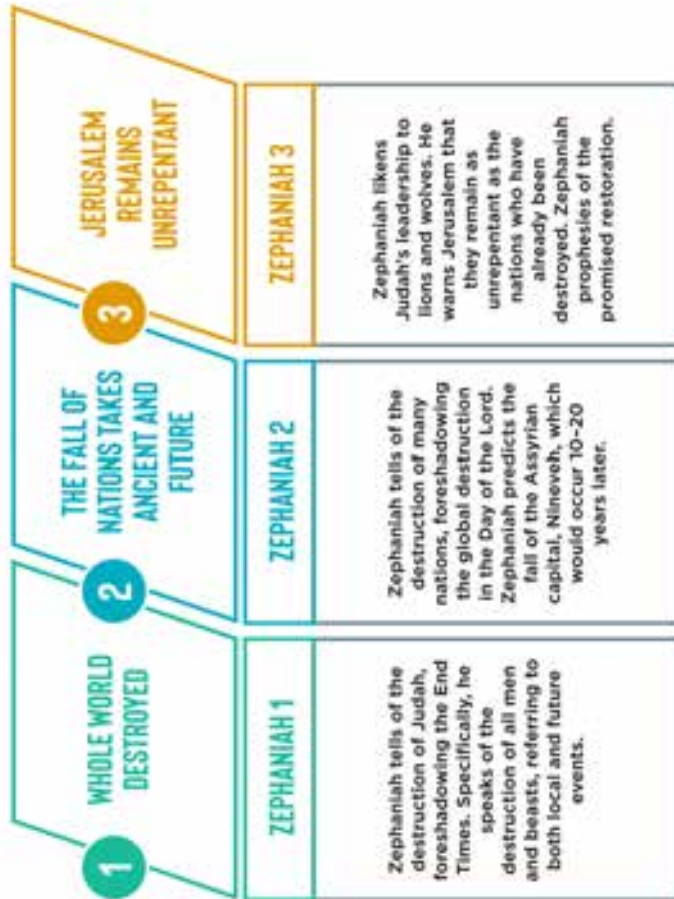 1
WHOLE WORLD
DESTROYED
ZEPHANIAH 1
Zephaniah tells of the
destruction of Judah,
foreshadowing the End
Times. Specifically, he
speaks of the
destruction of all men
and beasts, referring to
both local and future
events.
2
THE FALL OF
NATIONS TAKES
ANCIENT AND
FUTURE
ZEPHANIAH 2
Zephaniah tells of the
destruction of many
nations, foreshadowing
the global destruction
in the Day of the Lord.
Zephaniah predicts the
fall of the Assyrian
capital, Nineveh, which
would occur 10–20
years later.
3
JERUSALEM
REMAINS
UNREPENTANT
ZEPHANIAH 3
Zephaniah likens
Judah's leadership to
lions and wolves. He
warns Jerusalem that
they remain as
unrepentant as the
nations who have
already been
destroyed. Zephaniah
prophesies of the
promised restoration.